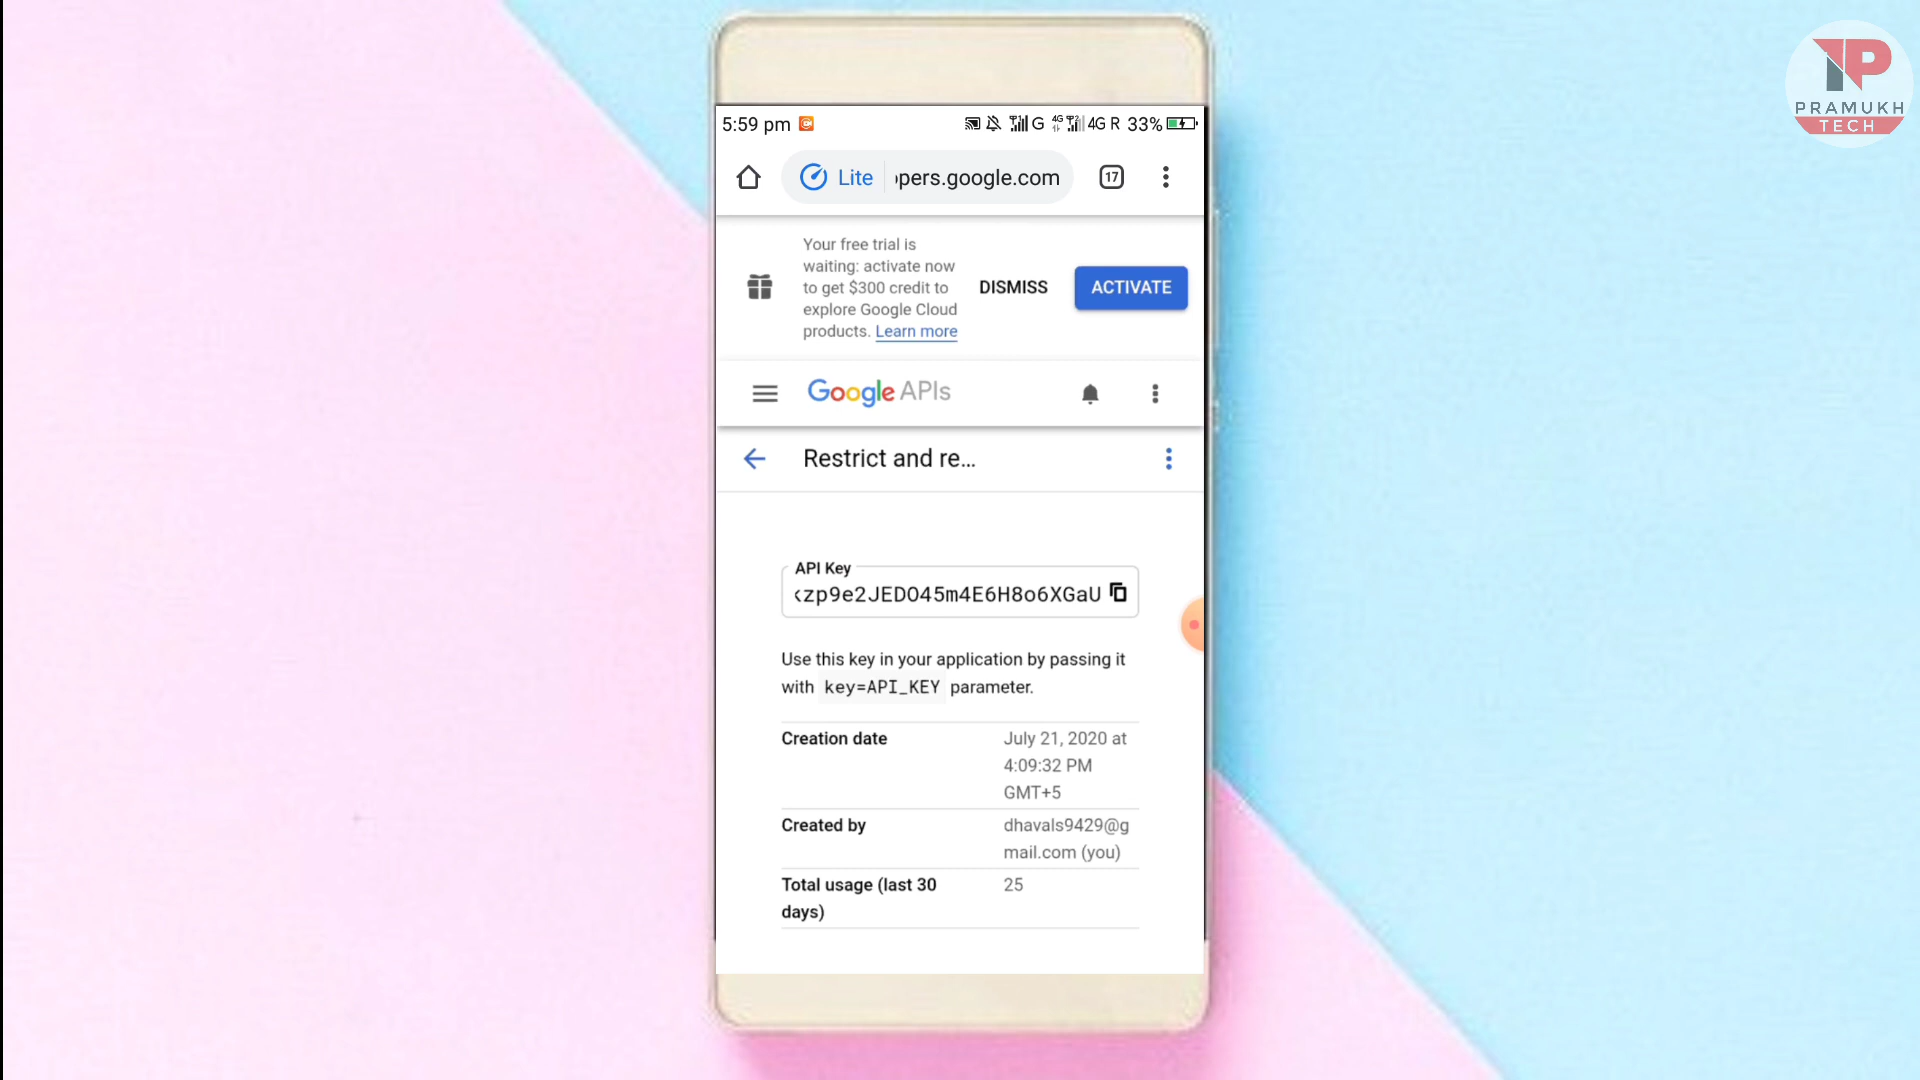 PRAMUKH
TECH
5:59 pm G 4G 4G R 33%
Lite pers.google.com 17
Your free trial is
waiting: activate now
to get $300 credit to
explore Google Cloud
products. Learn more
DISMISS
ACTIVATE
Google APIs
Restrict and re...
API Key
zp9e2JEDO45m4E6H8o6XGaU
Use this key in your application by passing it
with key=API_KEY parameter.
Creation date July 21, 2020 at
4:09:32 PM
GMT+5
Created by dhavals9429@g
mail.com (you)
Total usage (last 30 25
days)